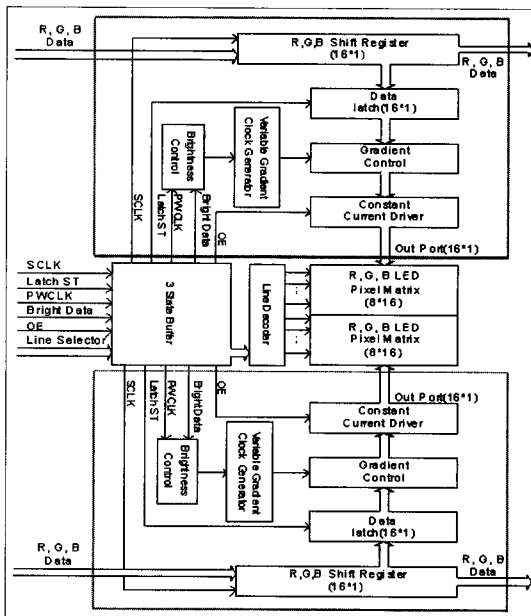 R, G, B
Data
R,G,B Shift Register
(16*1)
R, G, B
Data
Data
latch(16*1)
Brightness
Control
Variable Gradient
Clock Generator
Gradient
Control
Constant
Current Driver
SCLK
Latch ST
PWCLK
Bright Data
OE
Out Port(16*1)
SCLK
Latch ST
PWCLK
Bright Data
OE
Line Selector
3 State Buffer
Line Decoder
R, G, B LED
Pixel Matrix
(8*16)
R, G, B LED
Pixel Matrix
(8*16)
SCLK
Latch ST
PWCLK
Bright Data
OE
Out Port(16*1)
Constant
Current Driver
Brightness
Control
Variable Gradient
Clock Generator
Gradient
Control
Data
latch(16*1)
R, G, B
Data
R,G,B Shift Register
(16*1)
R, G, B
Data